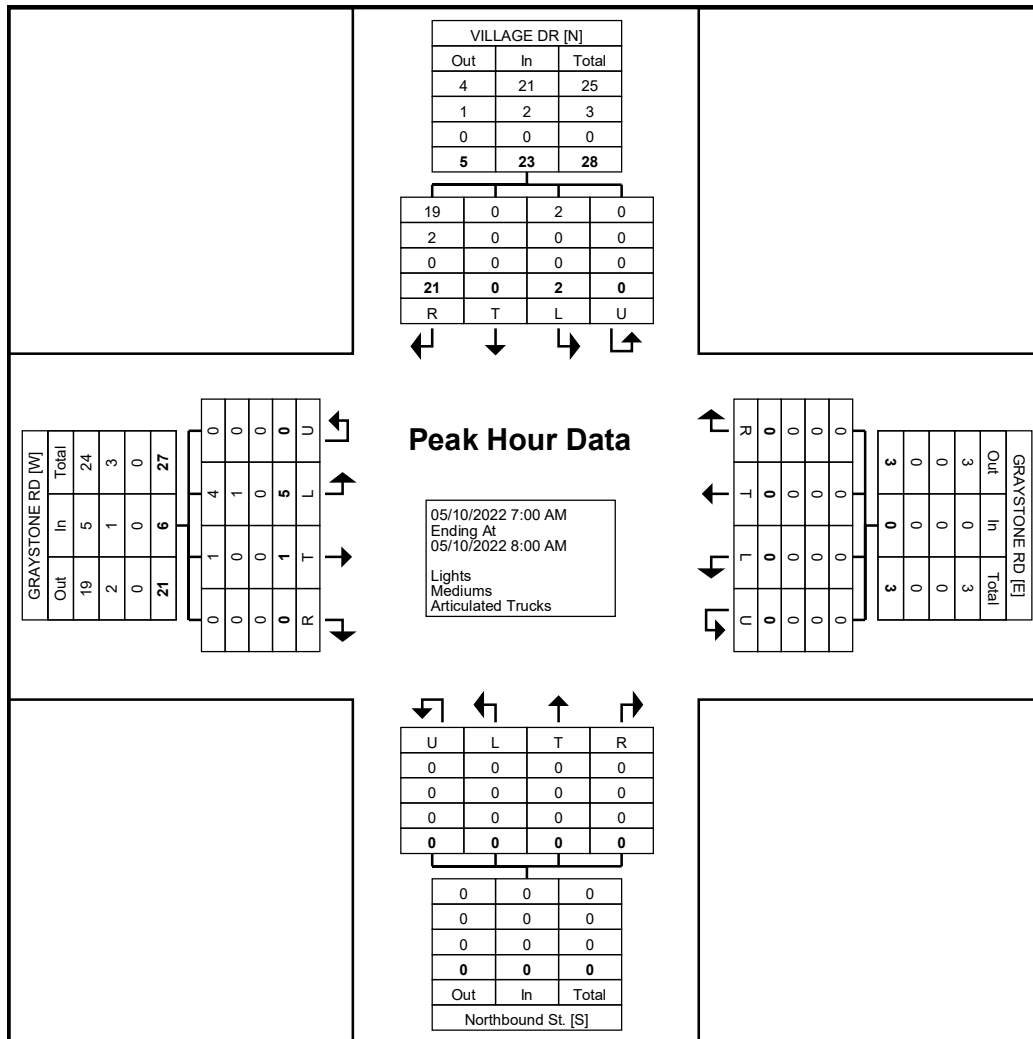 VILLAGE DR [N]
Out In Total
4 21 25
1 2 3
0 0 0
5 23 28
19 0 2 0
2 0 0 0
0 0 0 0
21 0 2 0
R T L U
GRAYSTONE RD [W]
Total In Out
24 5 19
3 1 2
0 0 0
27 6 21
0 4 1 0
0 1 0 0
0 0 0 0
0 5 1 0
U L T R
Peak Hour Data
05/10/2022 7:00 AM
Ending At
05/10/2022 8:00 AM
Lights
Mediums
Articulated Trucks
R T L U
0 0 0 0
0 0 0 0
0 0 0 0
0 0 0 0
0 0 0 0
GRAYSTONE RD [E]
Out In Total
3 0 3
0 0 0
0 0 0
3 0 3
U L T R
0 0 0 0
0 0 0 0
0 0 0 0
0 0 0 0
0 0 0
0 0 0
0 0 0
0 0 0
Out In Total
Northbound St. [S]